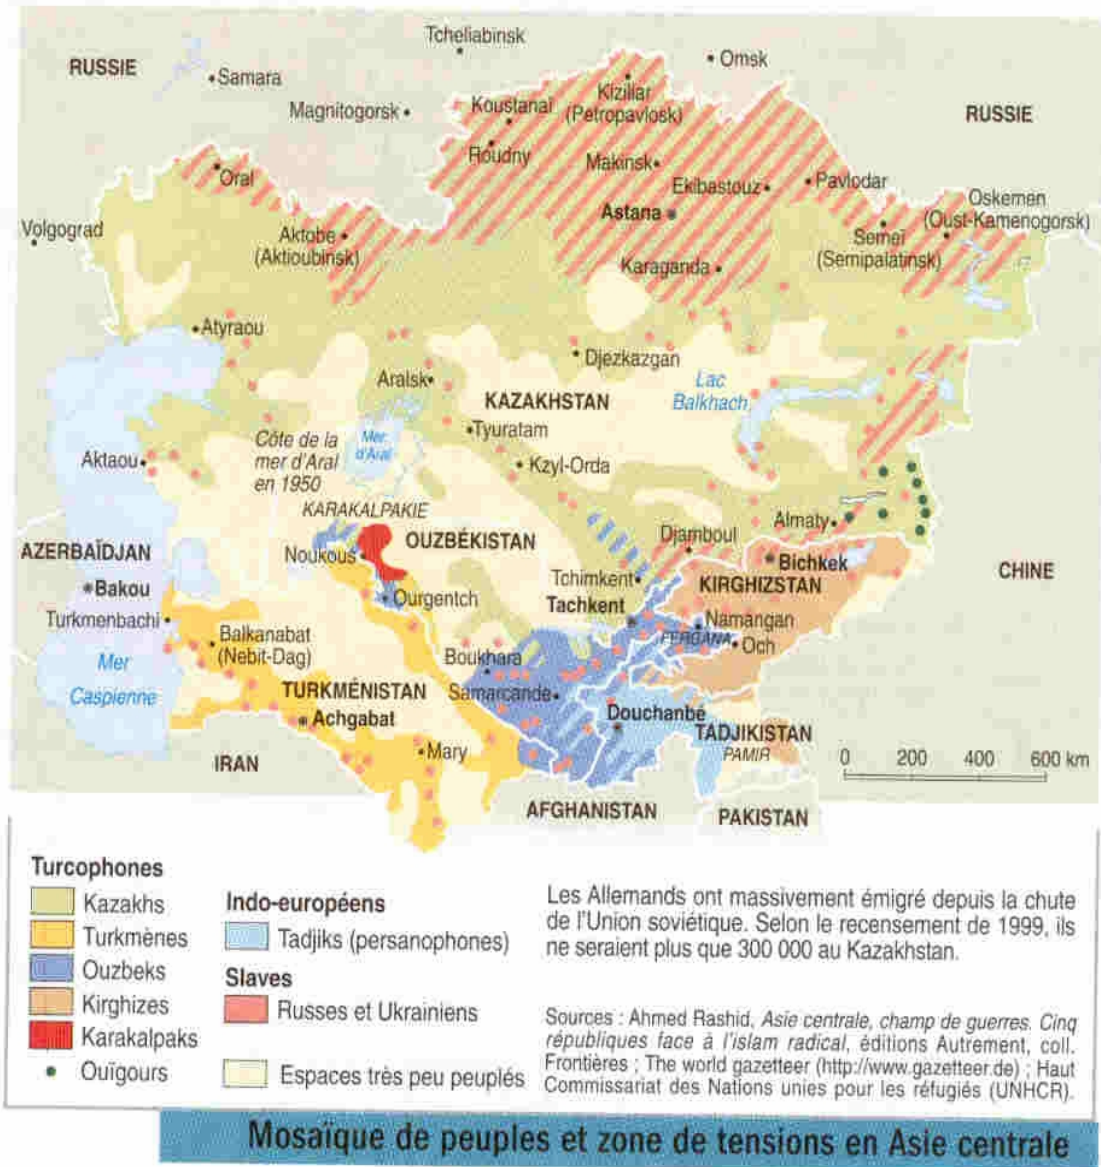 Tcheliabinsk
RUSSIE
Samara
Omsk
Magnitogorsk
Koustanaï
Kiziliar
(Petropavlosk)
RUSSIE
Roudny
Makinsk
Ekibastouz
Pavlodar
Oral
Astana
Oskemen
(Oust-Kamenogorsk)
Volgograd
Aktobe
(Aktioubinsk)
Semeï
(Semipalatinsk)
Karaganda
Atyraou
Djezkazgan
Aralsk
KAZAKHSTAN
Lac
Balkhach
Tyuratam
Côte de la
mer d'Aral
en 1950
Mer
d'Aral
Aktaou
Kzyl-Orda
KARAKALPAKIE
Djamboul
Almaty
AZERBAÏDJAN
Noukous
OUZBÉKISTAN
Bichkek
CHINE
Bakou
Tchimkent
KIRGHIZSTAN
Ourgentch
Tachkent
Turkmenbachi
Namangan
FERGANA
Och
Balkanabat
(Nebit-Dag)
Boukhara
Mer
Caspienne
TURKMÉNISTAN
Samarcande
Achgabat
Douchanbé
TADJIKISTAN
PAMIR
Mary
IRAN
0 200 400 600 km
AFGHANISTAN
PAKISTAN
Turcophones
Kazakhs
Turkmènes
Ouzbeks
Kirghizes
Karakalpaks
Ouïgours
Indo-européens
Tadjiks (persanophones)
Slaves
Russes et Ukrainiens
Espaces très peu peuplés
Les Allemands ont massivement émigré depuis la chute
de l'Union soviétique. Selon le recensement de 1999, ils
ne seraient plus que 300 000 au Kazakhstan.
Sources : Ahmed Rashid, Asie centrale, champ de guerres. Cinq
républiques face à l'islam radical, éditions Autrement, coll.
Frontières ; The world gazetteer (http://www.gazetteer.de) ; Haut
Commissariat des Nations unies pour les réfugiés (UNHCR).
Mosaïque de peuples et zone de tensions en Asie centrale